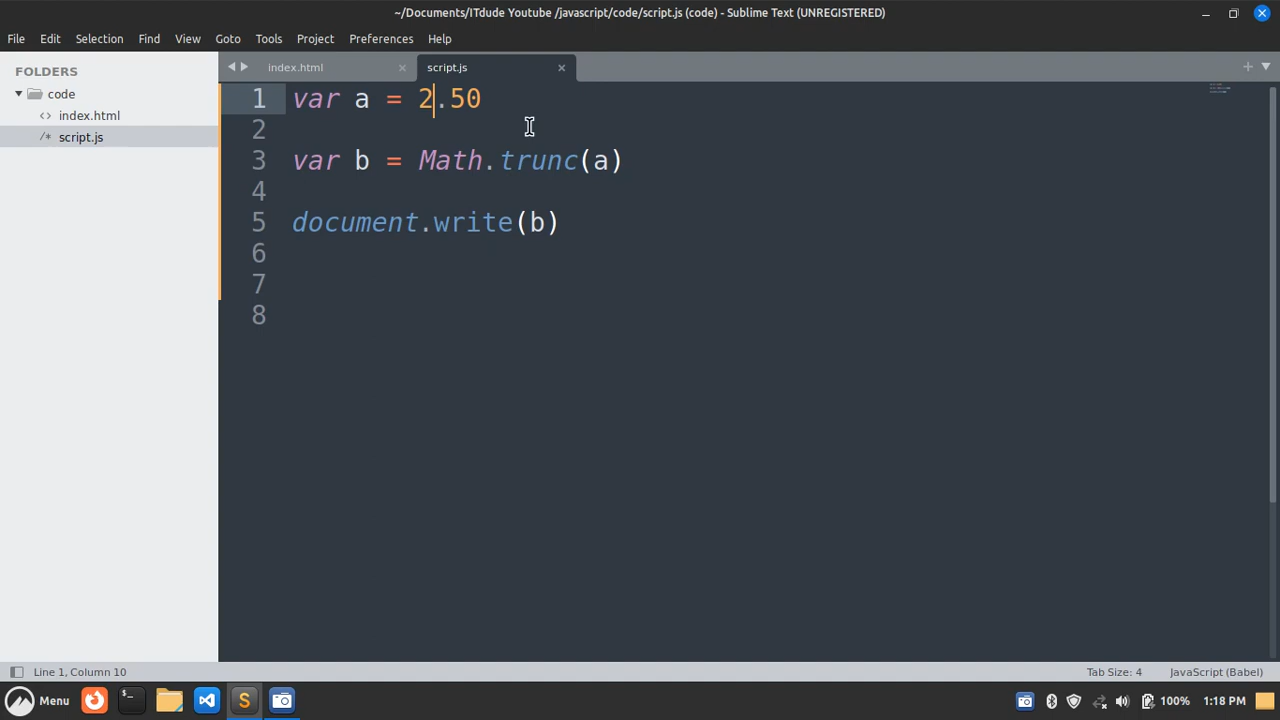 ~/Documents/ITdude Youtube /javascript/code/script.js (code) - Sublime Text (UNREGISTERED)
File Edit Selection Find View Goto Tools Project Preferences Help
FOLDERS
code
<> index.html
/* script.js
index.html × script.js ×
1 var a = 2.50
2
3 var b = Math.trunc(a)
4
5 document.write(b)
6
7
8
Line 1, Column 10 Tab Size: 4 JavaScript (Babel)
Menu 100% 1:18 PM